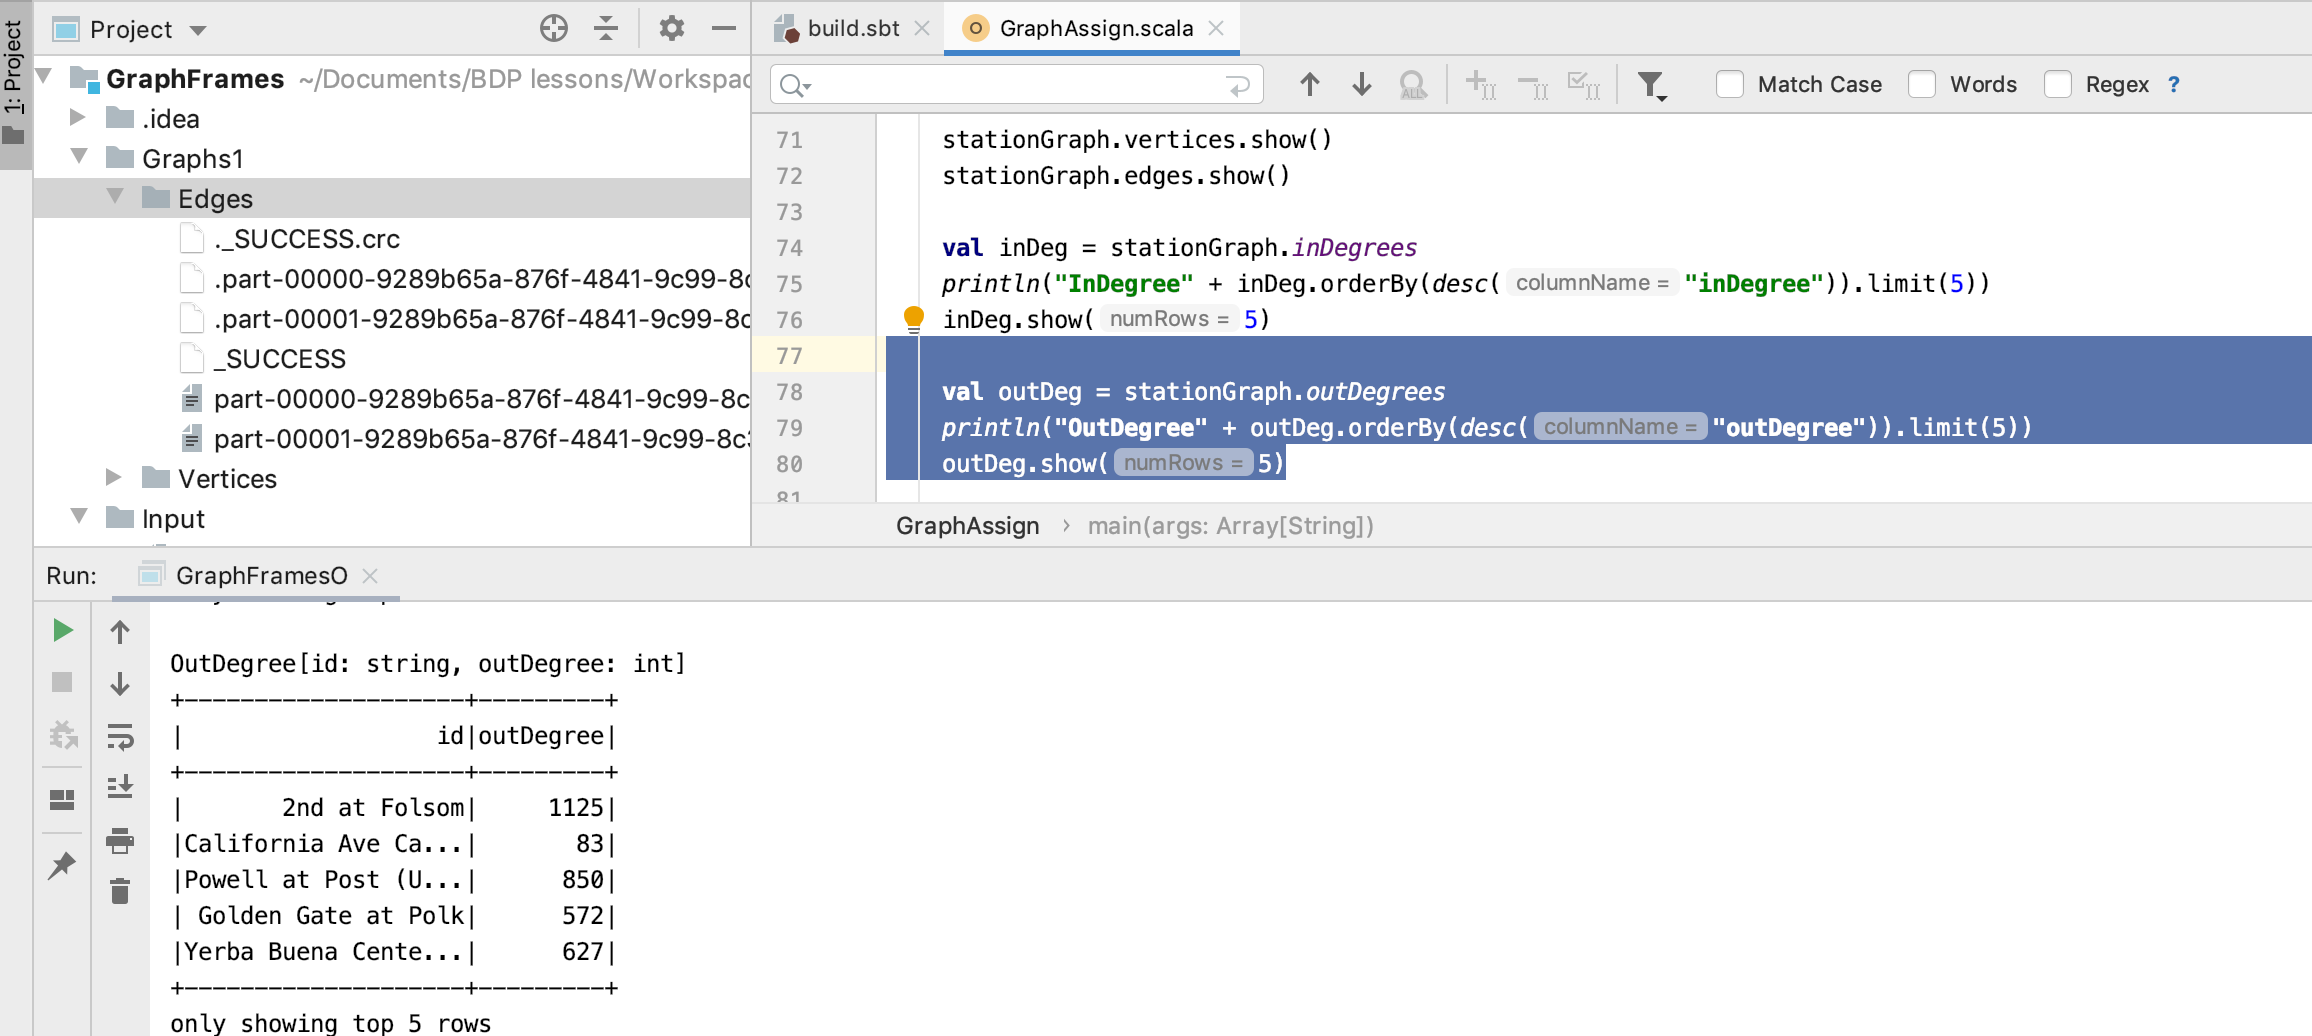 1: Project
Project
GraphFrames ~/Documents/BDP lessons/Workspac
.idea
Graphs1
Edges
._SUCCESS.crc
.part-00000-9289b65a-876f-4841-9c99-8c
.part-00001-9289b65a-876f-4841-9c99-8c
_SUCCESS
part-00000-9289b65a-876f-4841-9c99-8c
part-00001-9289b65a-876f-4841-9c99-8c3
Vertices
Input
build.sbt
GraphAssign.scala
Match Case Words Regex ?
71 stationGraph.vertices.show()
72 stationGraph.edges.show()
73
74 val inDeg = stationGraph.inDegrees
75 println("InDegree" + inDeg.orderBy(desc( columnName = "inDegree")).limit(5))
76 inDeg.show( numRows = 5)
77
78 val outDeg = stationGraph.outDegrees
79 println("OutDegree" + outDeg.orderBy(desc( columnName = "outDegree")).limit(5))
80 outDeg.show( numRows = 5)
81
GraphAssign › main(args: Array[String])
Run: GraphFramesO
OutDegree[id: string, outDegree: int]
+--------------------+---------+
|                  id|outDegree|
+--------------------+---------+
|       2nd at Folsom|     1125|
|California Ave Ca...|       83|
|Powell at Post (U...|      850|
| Golden Gate at Polk|      572|
|Yerba Buena Cente...|      627|
+--------------------+---------+
only showing top 5 rows